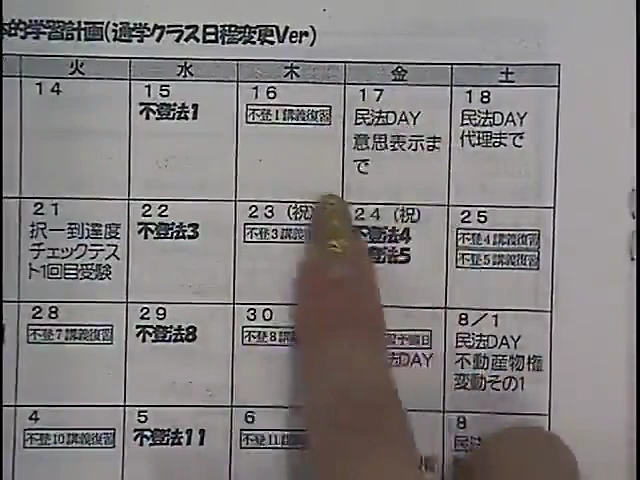 的学習計画(通学クラス日程変更Ver)
火 水 木 金 土
14
15
不登法1
16
不登1講義復習
17
民法DAY
意思表示ま
で
18
民法DAY
代理まで
21
択一到達度
チェックテス
ト1回目受験
22
不登法3
23(祝)
不登3講義
24(祝)
不登法4
登法5
25
不登4講義復習
不登5講義復習
28
不登7講義復習
29
不登法8
30
不登8講
習予備日
法DAY
8/1
民法DAY
不動産物権
変動その1
4
不登10講義復習
5
不登法11
6
不登11講義
8
民法